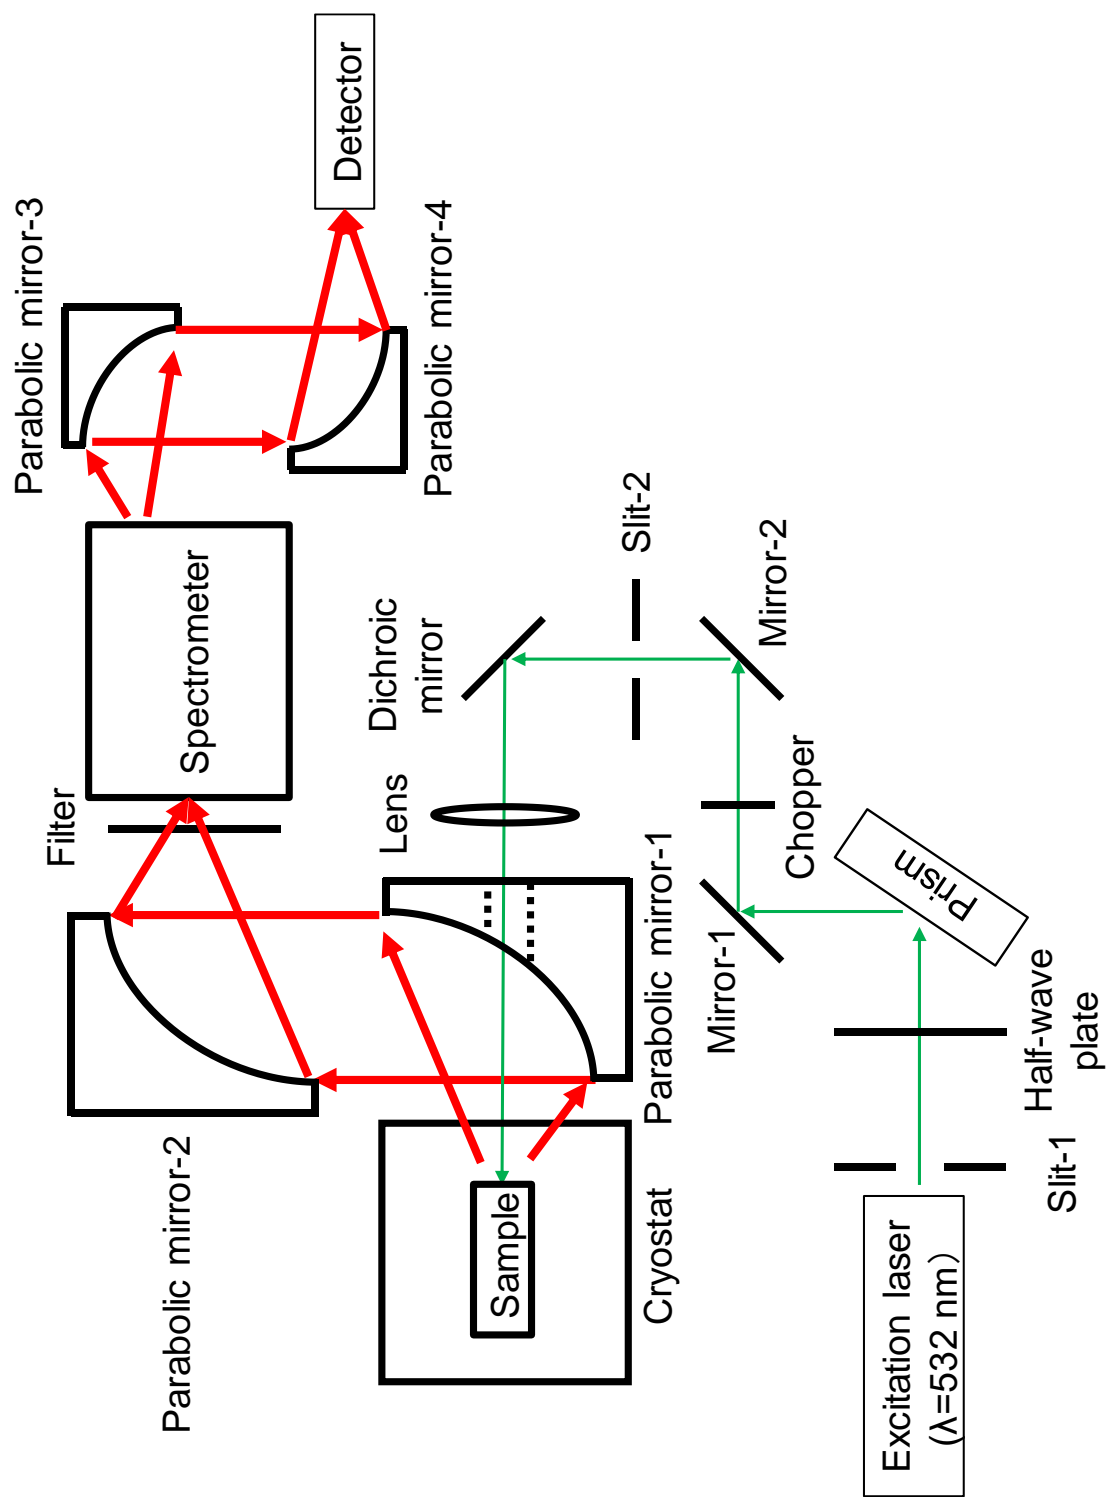 Parabolic mirror-2
Filter
Spectrometer
Parabolic mirror-3
Detector
Parabolic mirror-4
Sample
Cryostat
Parabolic mirror-1
Lens
Dichroic
mirror
Slit-2
Mirror-1
Chopper
Mirror-2
Prism
Excitation laser
(λ=532 nm)
Slit-1
Half-wave
plate